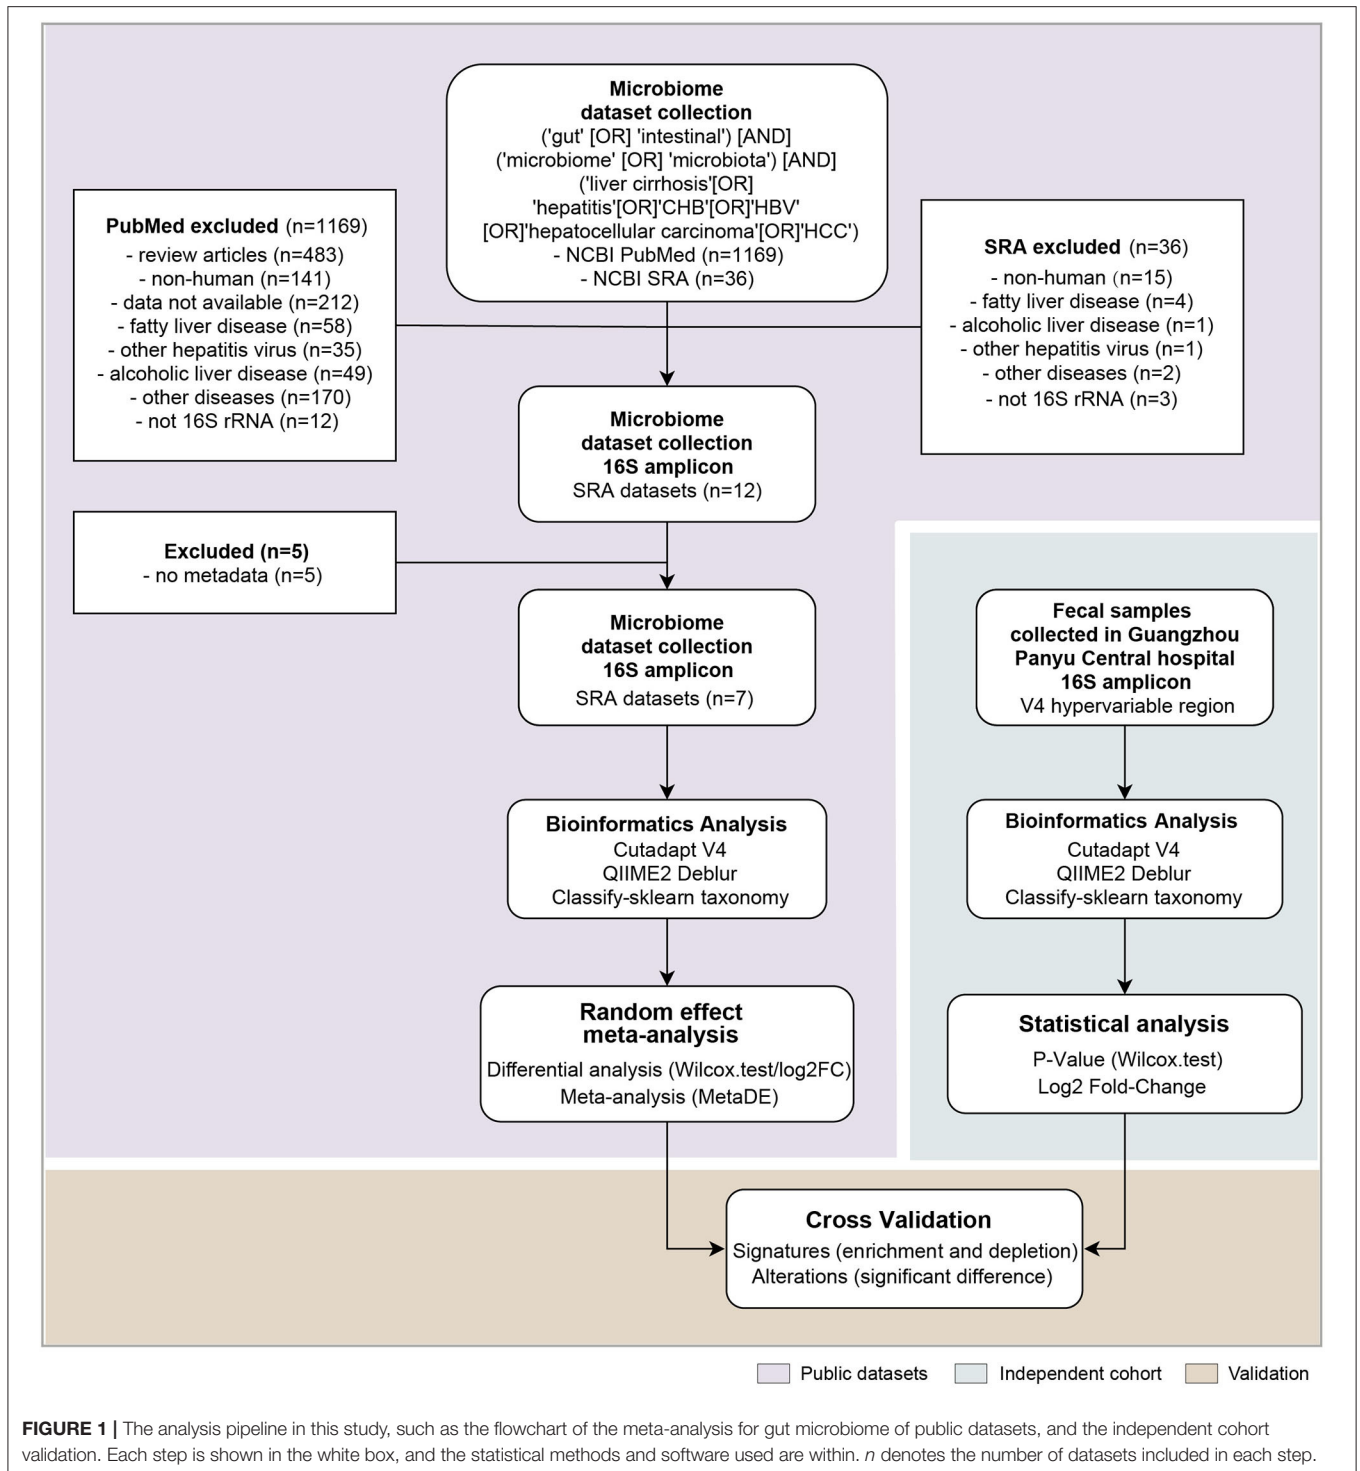 Microbiome
dataset collection
('gut' [OR] 'intestinal') [AND]
('microbiome' [OR] 'microbiota') [AND]
('liver cirrhosis'[OR]
'hepatitis'[OR]'CHB'[OR]'HBV'
[OR]'hepatocellular carcinoma'[OR]'HCC')
- NCBI PubMed (n=1169)
- NCBI SRA (n=36)
PubMed excluded (n=1169)
- review articles (n=483)
- non-human (n=141)
- data not available (n=212)
- fatty liver disease (n=58)
- other hepatitis virus (n=35)
- alcoholic liver disease (n=49)
- other diseases (n=170)
- not 16S rRNA (n=12)
SRA excluded (n=36)
- non-human (n=15)
- fatty liver disease (n=4)
- alcoholic liver disease (n=1)
- other hepatitis virus (n=1)
- other diseases (n=2)
- not 16S rRNA (n=3)
Microbiome
dataset collection
16S amplicon
SRA datasets (n=12)
Excluded (n=5)
- no metadata (n=5)
Microbiome
dataset collection
16S amplicon
SRA datasets (n=7)
Fecal samples
collected in Guangzhou
Panyu Central hospital
16S amplicon
V4 hypervariable region
Bioinformatics Analysis
Cutadapt V4
QIIME2 Deblur
Classify-sklearn taxonomy
Bioinformatics Analysis
Cutadapt V4
QIIME2 Deblur
Classify-sklearn taxonomy
Random effect
meta-analysis
Differential analysis (Wilcox.test/log2FC)
Meta-analysis (MetaDE)
Statistical analysis
P-Value (Wilcox.test)
Log2 Fold-Change
Cross Validation
Signatures (enrichment and depletion)
Alterations (significant difference)
Public datasets
Independent cohort
Validation
FIGURE 1 | The analysis pipeline in this study, such as the flowchart of the meta-analysis for gut microbiome of public datasets, and the independent cohort
validation. Each step is shown in the white box, and the statistical methods and software used are within. n denotes the number of datasets included in each step.